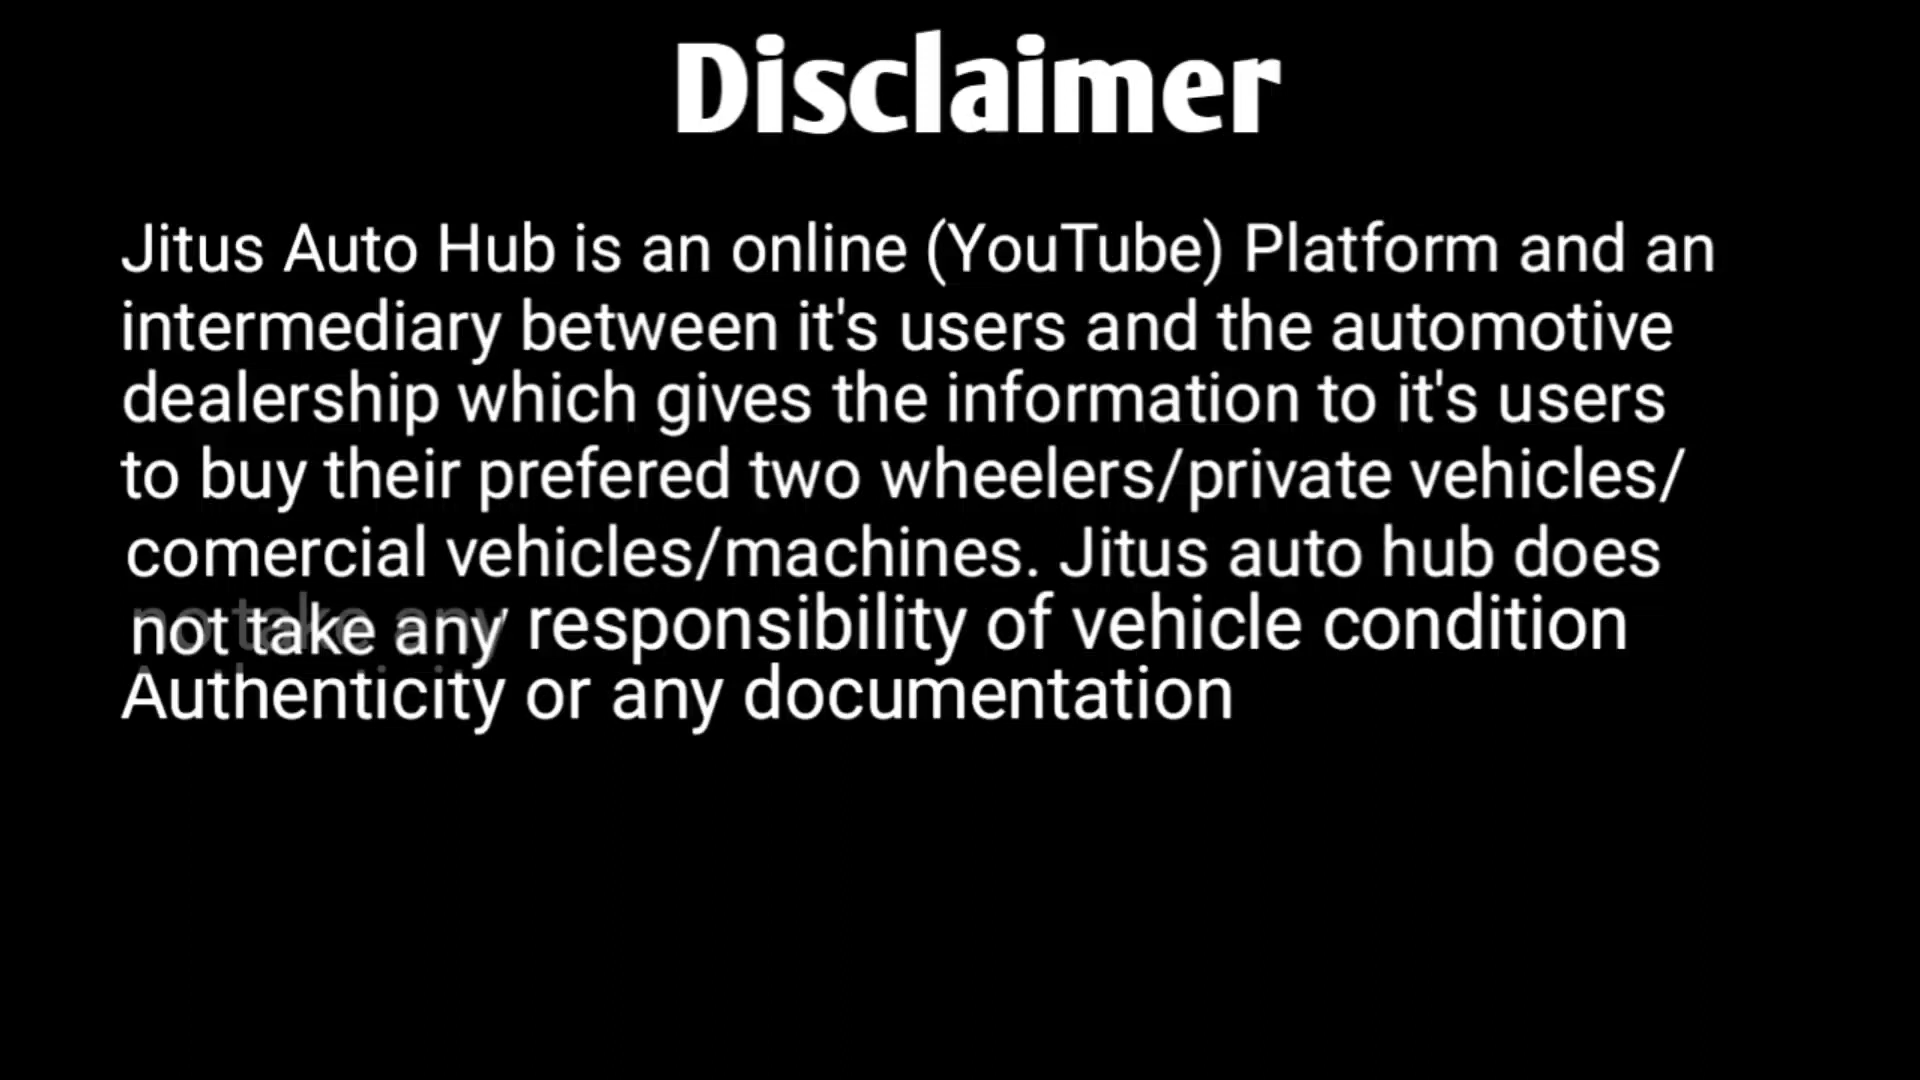 Disclaimer
Jitus Auto Hub is an online (YouTube) Platform and an
intermediary between it's users and the automotive
dealership which gives the information to it's users
to buy their prefered two wheelers/private vehicles/
comercial vehicles/machines. Jitus auto hub does
not take any responsibility of vehicle condition
Authenticity or any documentation